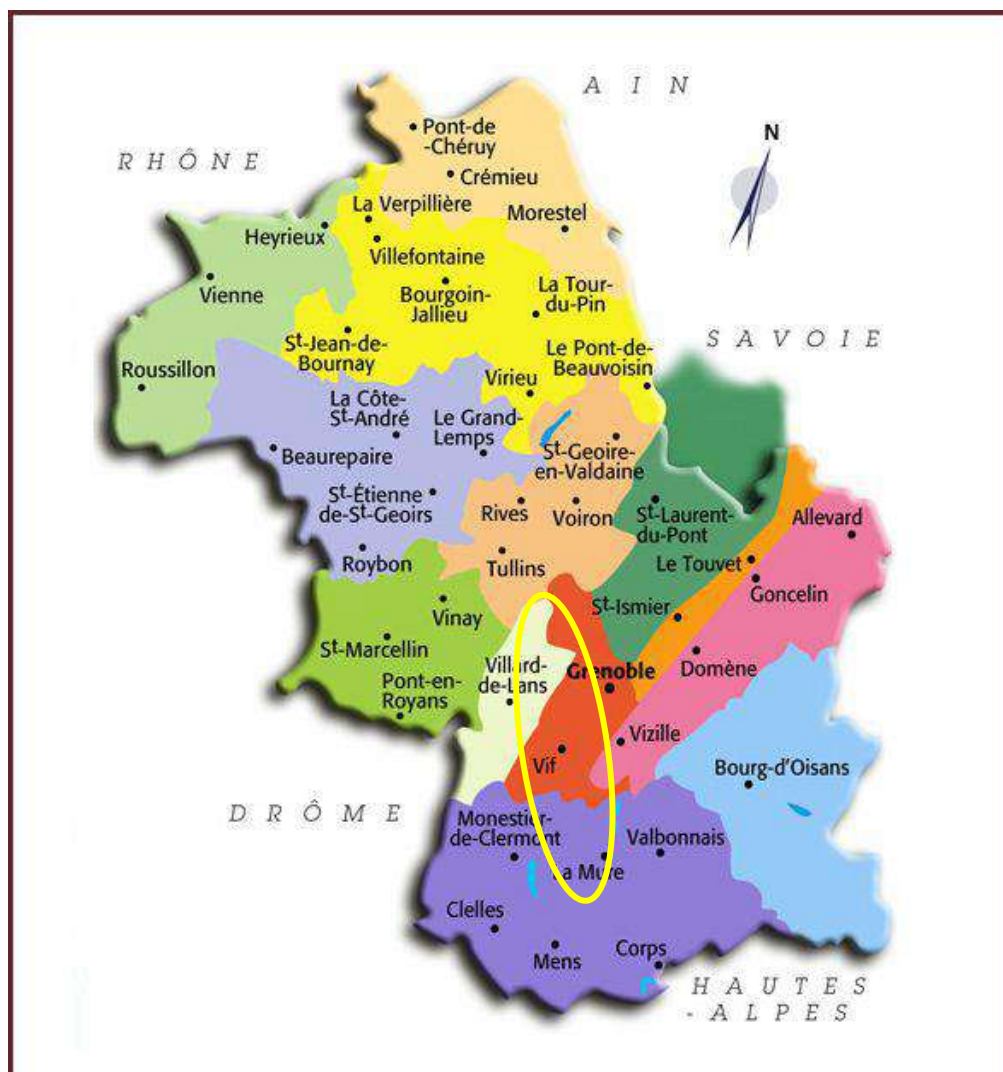 AIN
N
RHÔNE
Pont-de
-Chéruy
Crémieu
La Verpillière
Morestel
Heyrieux
Villefontaine
Vienne
Bourgoin-
Jallieu
La Tour-
du-Pin
SAVOIE
St-Jean-de-
Bournay
Le Pont-de-
Beauvoisin
Roussillon
Virieu
La Côte-
St-André
Le Grand-
Lemps
St-Geoire-
en-Valdaine
Beaurepaire
St-Étienne
de-St-Geoirs
Rives
Voiron
St-Laurent-
du-Pont
Allevard
Roybon
Tullins
Le Touvet
Goncelin
Vinay
St-Ismier
St-Marcellin
Villard-
de-Lans
Grenoble
Domène
Pont-en-
Royans
Vizille
Vif
Bourg-d'Oisans
DRÔME
Monestier-
de-Clermont
Valbonnais
La Mure
Clelles
Mens
Corps
HAUTES
-ALPES